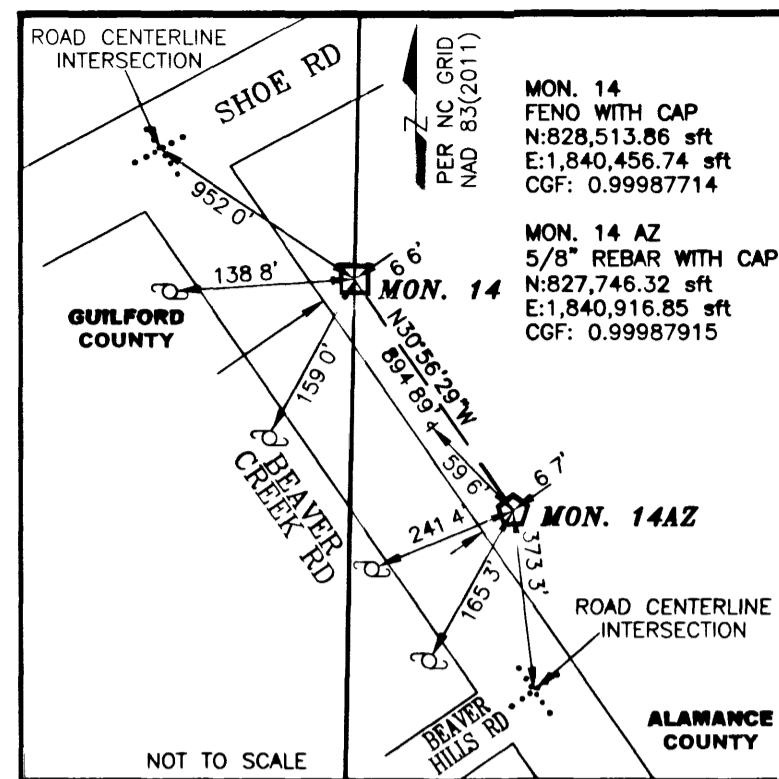 ROAD CENTERLINE
INTERSECTION
SHOE RD
PER NC GRID
NAD 83(2011)
Z
MON. 14
FENO WITH CAP
N:828,513.86 sft
E:1,840,456.74 sft
CGF: 0.99987714
MON. 14 AZ
5/8" REBAR WITH CAP
N:827,746.32 sft
E:1,840,916.85 sft
CGF: 0.99987915
952 0'
138 8'
6 6'
MON. 14
GUILFORD
COUNTY
N30°56'29"W
894 89'
159 0'
59 6'
BEAVER
CREEK RD
241 4'
6 7'
MON. 14AZ
165 3'
373 3'
ROAD CENTERLINE
INTERSECTION
BEAVER
HILLS RD
ALAMANCE
COUNTY
NOT TO SCALE